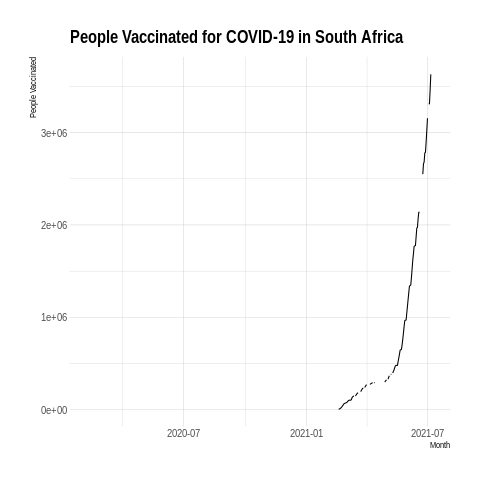 People Vaccinated for COVID-19 in South Africa
People Vaccinated
3e+06
2e+06
1e+06
0e+00
2020-07
2021-01
2021-07
Month